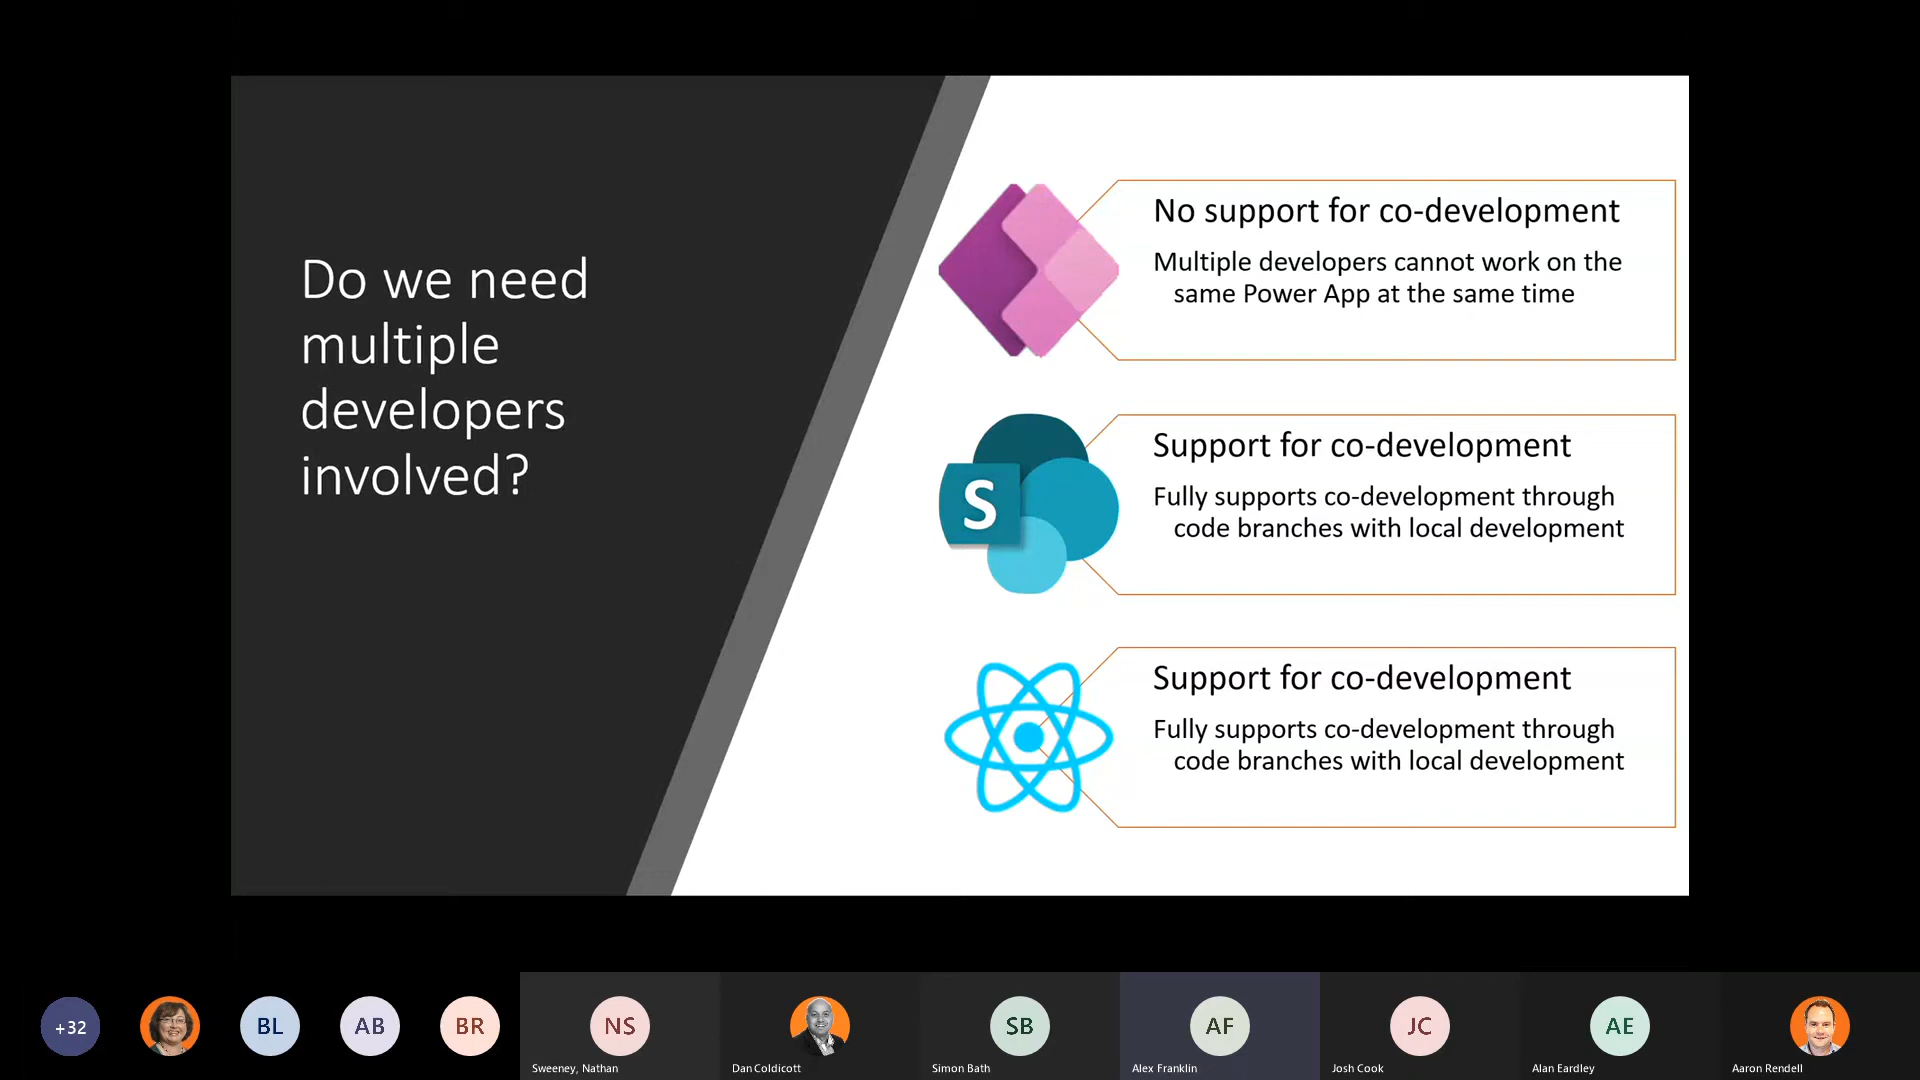 Do we need
multiple
developers
involved?
No support for co-development
Multiple developers cannot work on the
same Power App at the same time
S
Support for co-development
Fully supports co-development through
code branches with local development
Support for co-development
Fully supports co-development through
code branches with local development
+32
BL
AB
BR
NS
SB
AF
JC
AE
Sweeney, Nathan
Dan Coldicott
Simon Bath
Alex Franklin
Josh Cook
Alan Eardley
Aaron Rendell